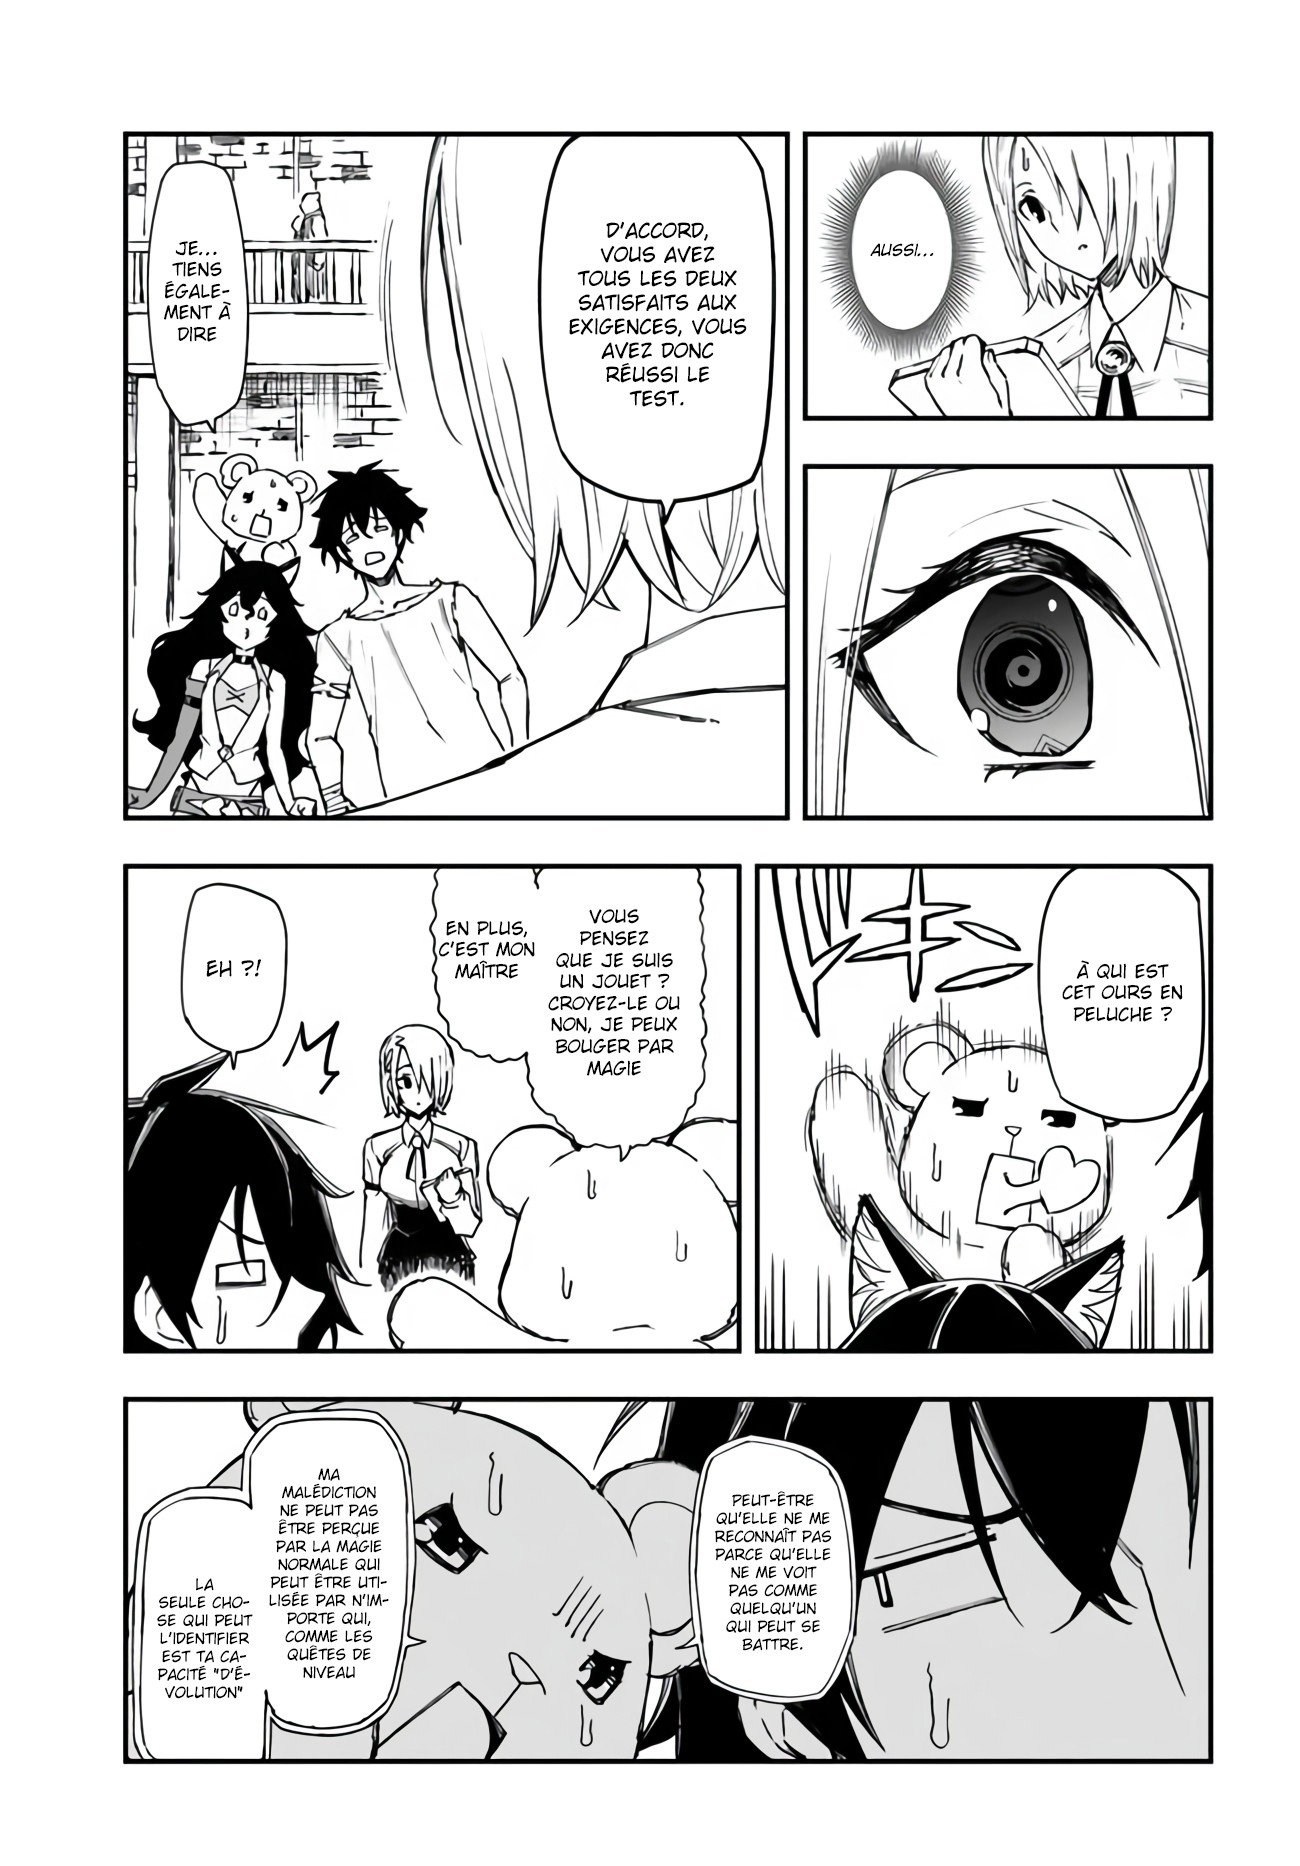 AUSSI...
D'ACCORD,
VOUS AVEZ
TOUS LES DEUX
SATISFAITS AUX
EXIGENCES, VOUS
AVEZ DONC
RÉUSSI LE
TEST.
JE...
TIENS
ÉGALE-
MENT À
DIRE
À QUI EST
CET OURS EN
PELUCHE ?
VOUS
PENSEZ
QUE JE SUIS
UN JOUET ?
CROYEZ-LE OU
NON, JE PEUX
BOUGER PAR
MAGIE
EN PLUS,
C'EST MON
MAÎTRE
EH ?!
PEUT-ÊTRE
QU'ELLE NE ME
RECONNAÎT PAS
PARCE QU'ELLE
NE ME VOIT
PAS COMME
QUELQU'UN
QUI PEUT SE
BATTRE.
MA
MALÉDICTION
NE PEUT PAS
ÊTRE PERÇUE
PAR LA MAGIE
NORMALE QUI
PEUT ÊTRE UTI-
LISÉE PAR N'IM-
PORTE QUI,
COMME LES
QUÊTES DE
NIVEAU
LA
SEULE CHO-
SE QUI PEUT
L'IDENTIFIER
EST TA CA-
PACITÉ "D'É-
VOLUTION"